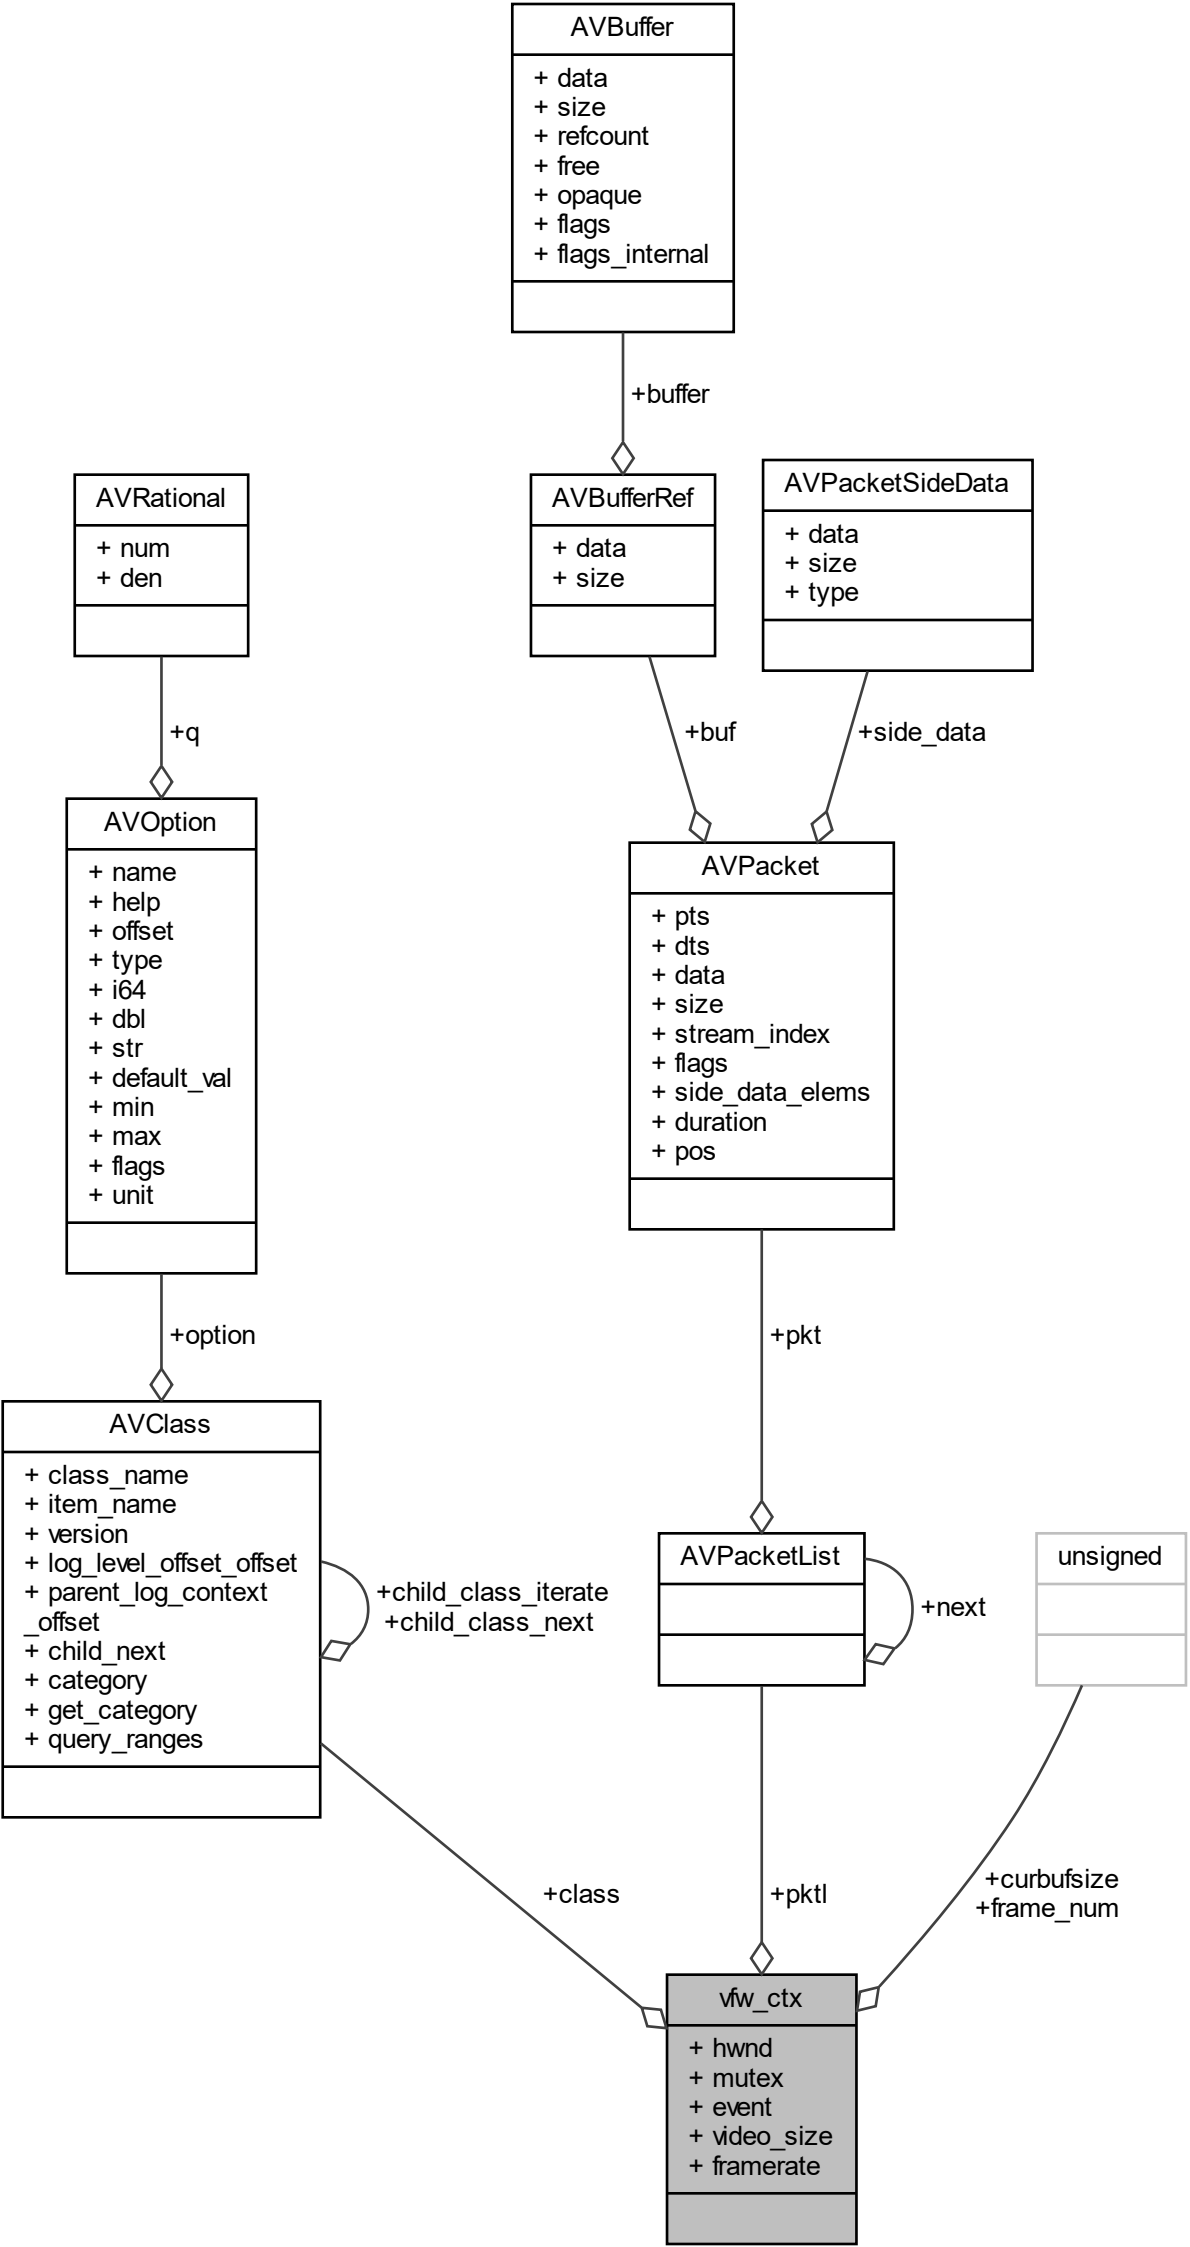 AVBuffer
+ data
+ size
+ refcount
+ free
+ opaque
+ flags
+ flags_internal
+buffer
AVRational
+ num
+ den
AVBufferRef
+ data
+ size
AVPacketSideData
+ data
+ size
+ type
+q
+buf
+side_data
AVOption
+ name
+ help
+ offset
+ type
+ i64
+ dbl
+ str
+ default_val
+ min
+ max
+ flags
+ unit
AVPacket
+ pts
+ dts
+ data
+ size
+ stream_index
+ flags
+ side_data_elems
+ duration
+ pos
+option
+pkt
AVClass
+ class_name
+ item_name
+ version
+ log_level_offset_offset
+ parent_log_context
_offset
+ child_next
+ category
+ get_category
+ query_ranges
+child_class_iterate
+child_class_next
AVPacketList
+next
unsigned
+class
+pktl
+curbufsize
+frame_num
vfw_ctx
+ hwnd
+ mutex
+ event
+ video_size
+ framerate